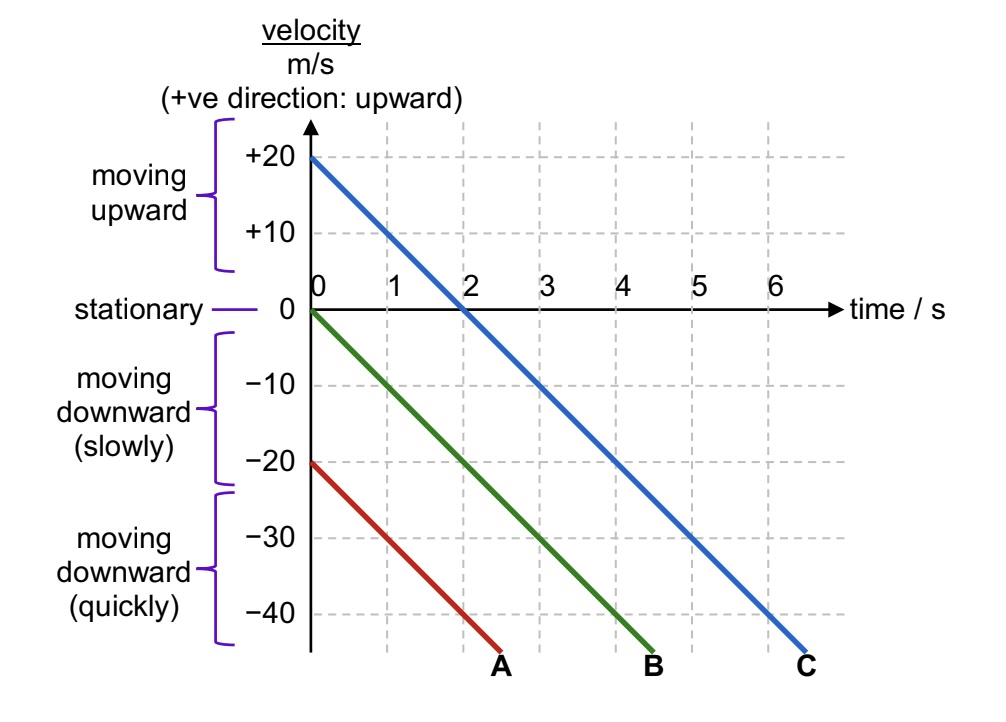 velocity
m/s
(+ve direction: upward)
+20
moving
upward
+10
0 1 2 3 4 5 6
stationary
0
time / s
−10
moving
downward
(slowly)
−20
−30
moving
downward
(quickly)
−40
A B C